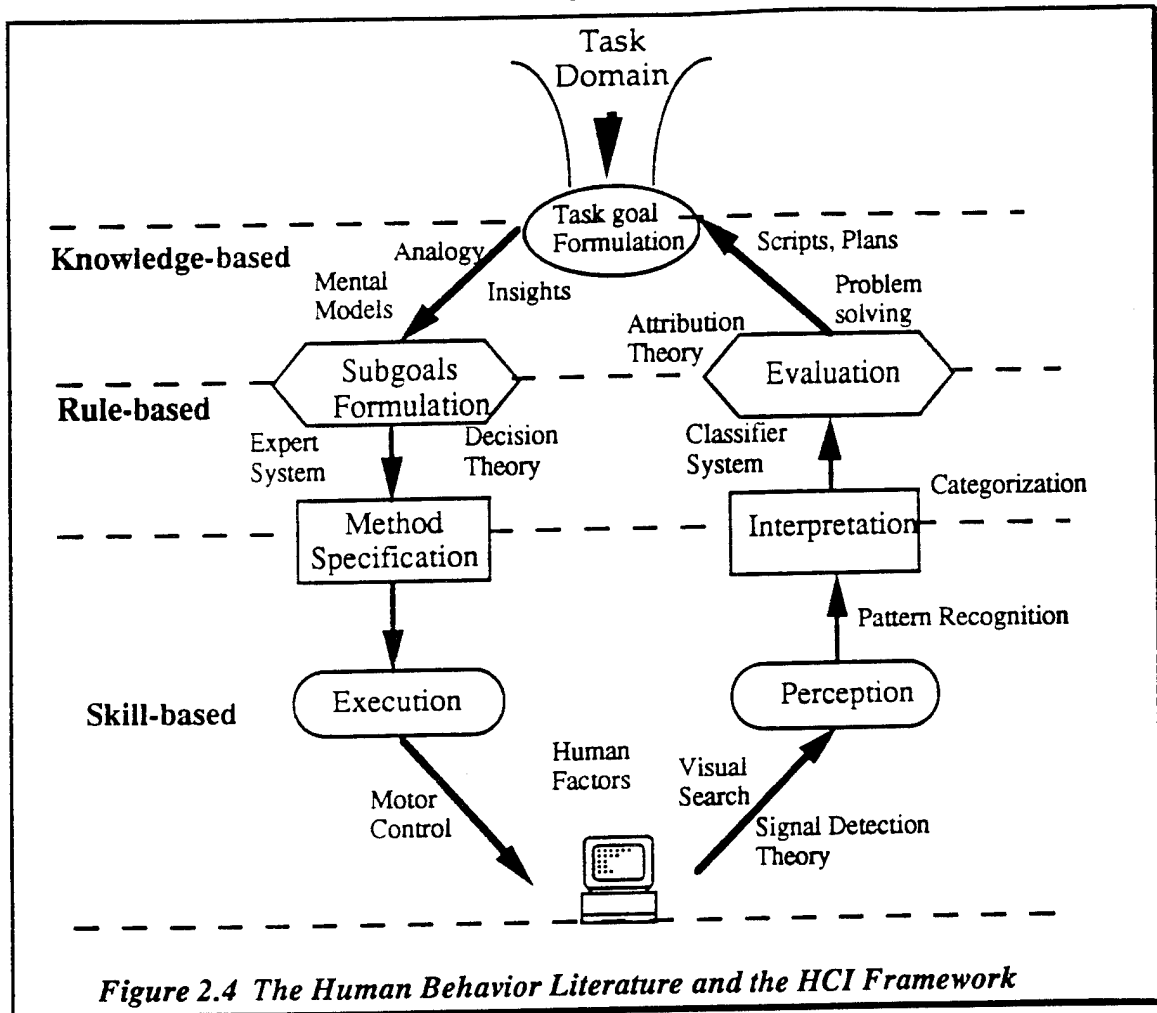 Task
Domain
Task goal
Formulation
Knowledge-based
Analogy
Scripts, Plans
Mental
Models
Insights
Problem
solving
Attribution
Theory
Subgoals
Formulation
Evaluation
Rule-based
Expert
System
Decision
Theory
Classifier
System
Categorization
Method
Specification
Interpretation
Pattern Recognition
Execution
Perception
Skill-based
Human
Factors
Visual
Search
Motor
Control
Signal Detection
Theory
Figure 2.4 The Human Behavior Literature and the HCI Framework